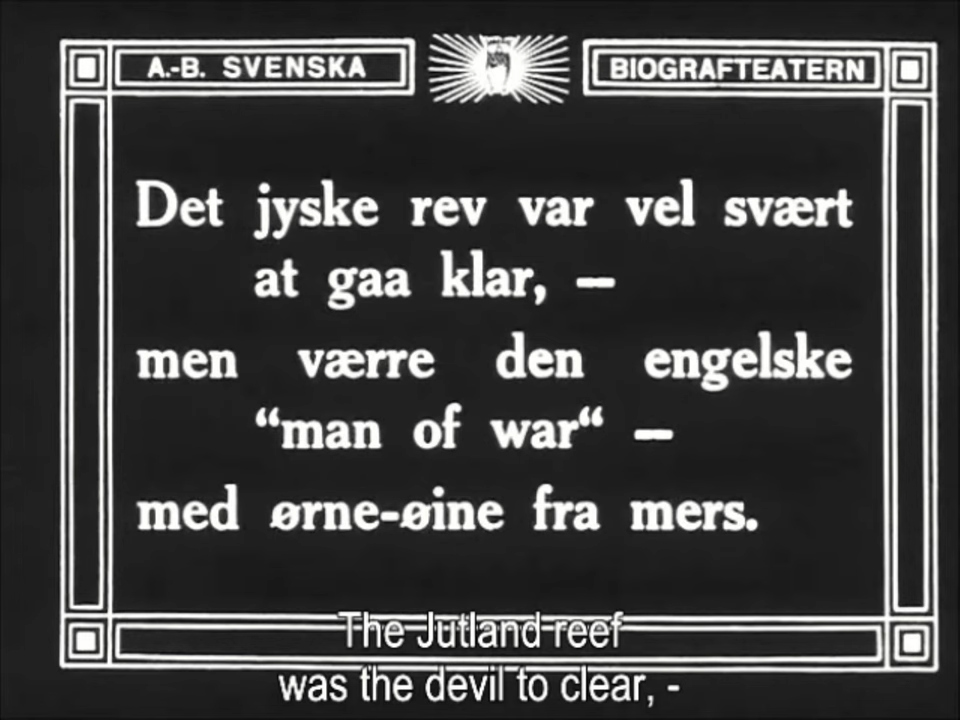 A.-B. SVENSKA BIOGRAFTEATERN
Det jyske rev var vel svært
at gaa klar, —
men værre den engelske
“man of war“ —
med ørne-øine fra mers.
The Jutland reef
was the devil to clear, -